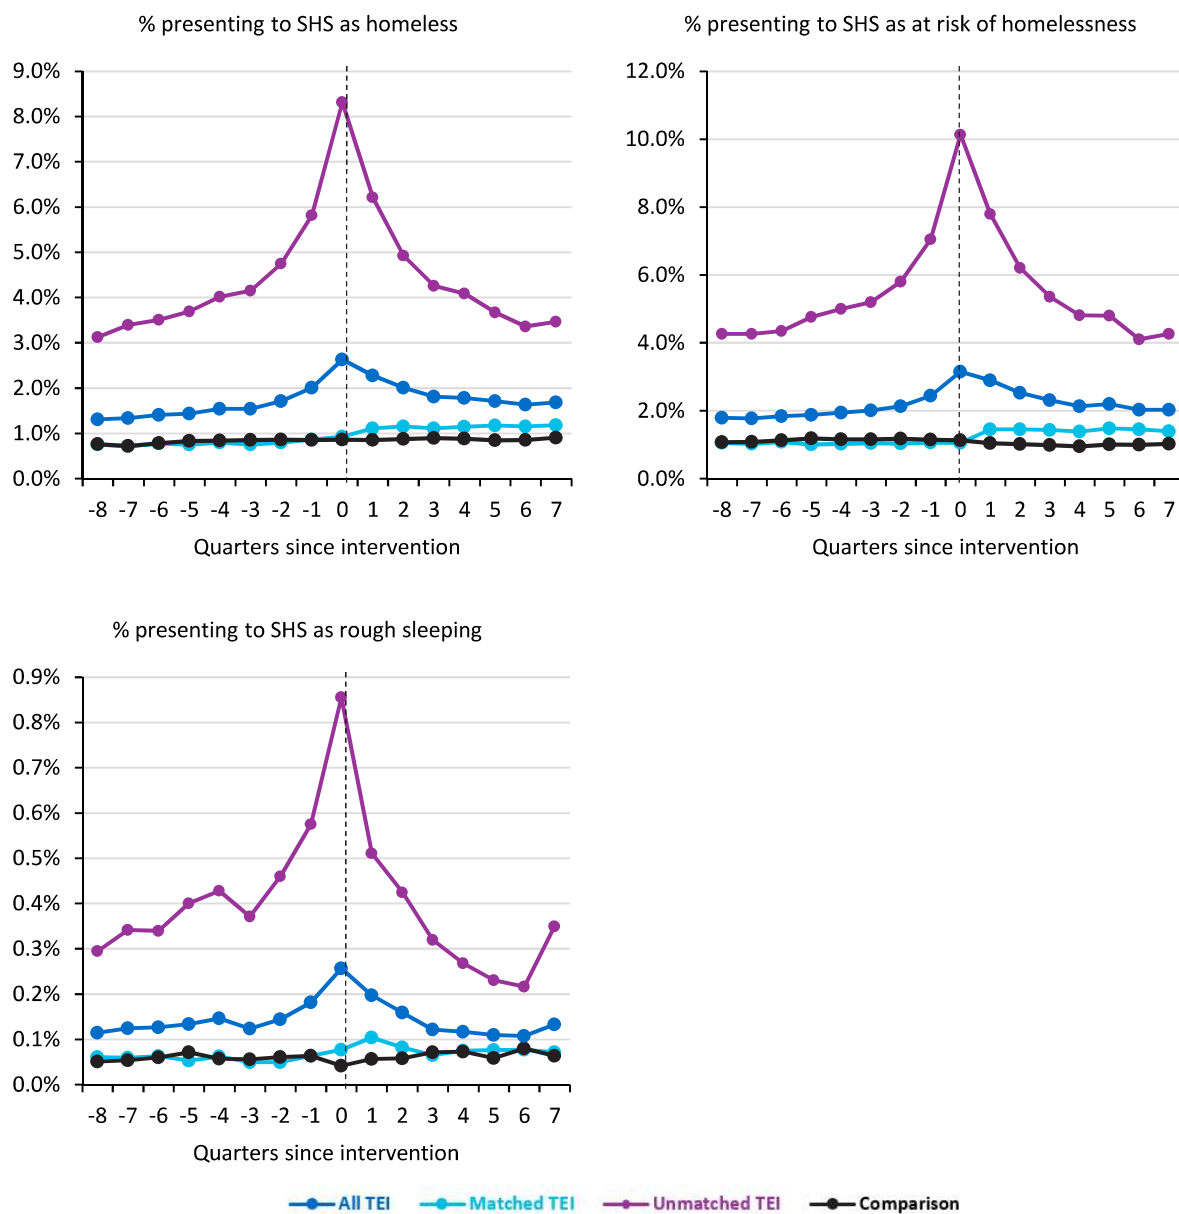 % presenting to SHS as homeless
9.0%
8.0%
7.0%
6.0%
5.0%
4.0%
3.0%
2.0%
1.0%
0.0%
-8 -7 -6 -5 -4 -3 -2 -1 0 1 2 3 4 5 6 7
Quarters since intervention
% presenting to SHS as at risk of homelessness
12.0%
10.0%
8.0%
6.0%
4.0%
2.0%
0.0%
-8 -7 -6 -5 -4 -3 -2 -1 0 1 2 3 4 5 6 7
Quarters since intervention
% presenting to SHS as rough sleeping
0.9%
0.8%
0.7%
0.6%
0.5%
0.4%
0.3%
0.2%
0.1%
0.0%
-8 -7 -6 -5 -4 -3 -2 -1 0 1 2 3 4 5 6 7
Quarters since intervention
All TEI Matched TEI Unmatched TEI Comparison